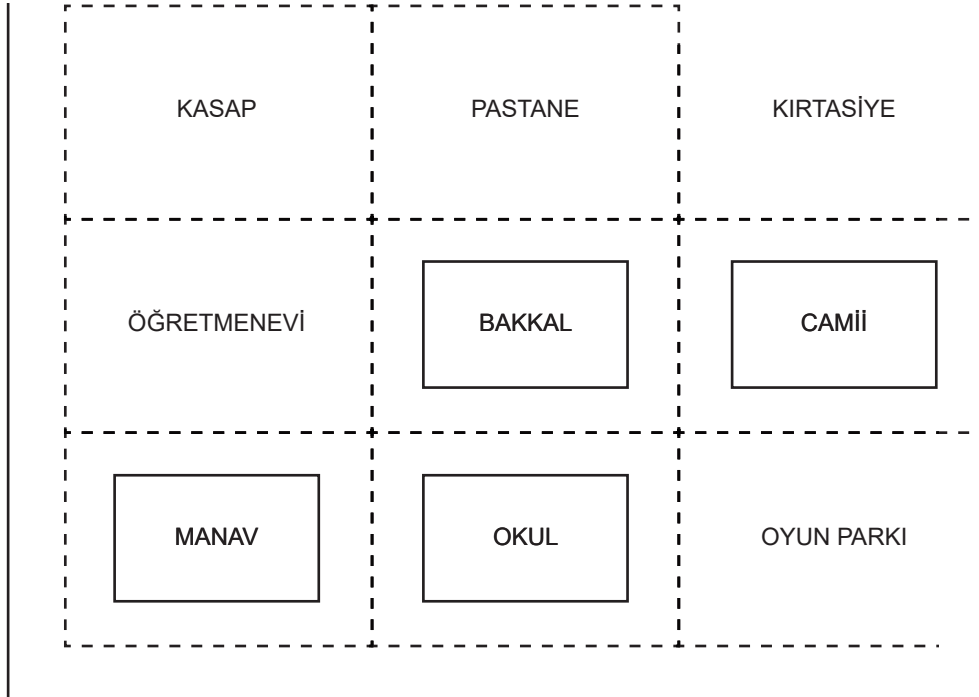 KASAP PASTANE KIRTASİYE
ÖĞRETMENEVİ BAKKAL CAMİİ
MANAV OKUL OYUN PARKI